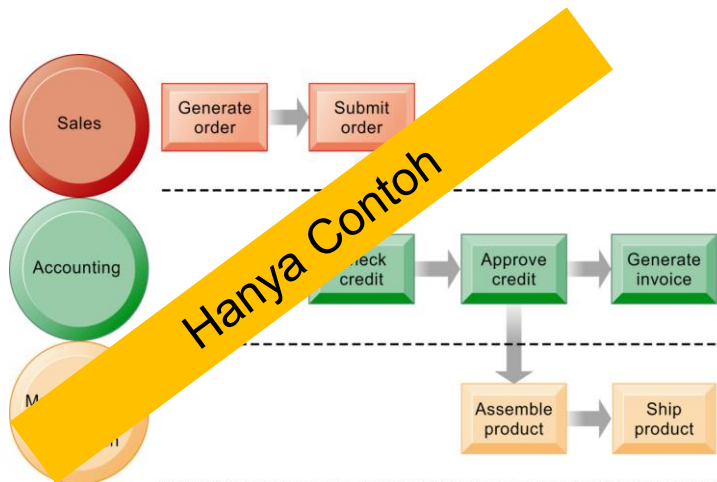 Sales
Generate
order
Submit
order
Hanya Contoh
Accounting
credit
Approve
credit
Generate
invoice
Assemble
product
Ship
product